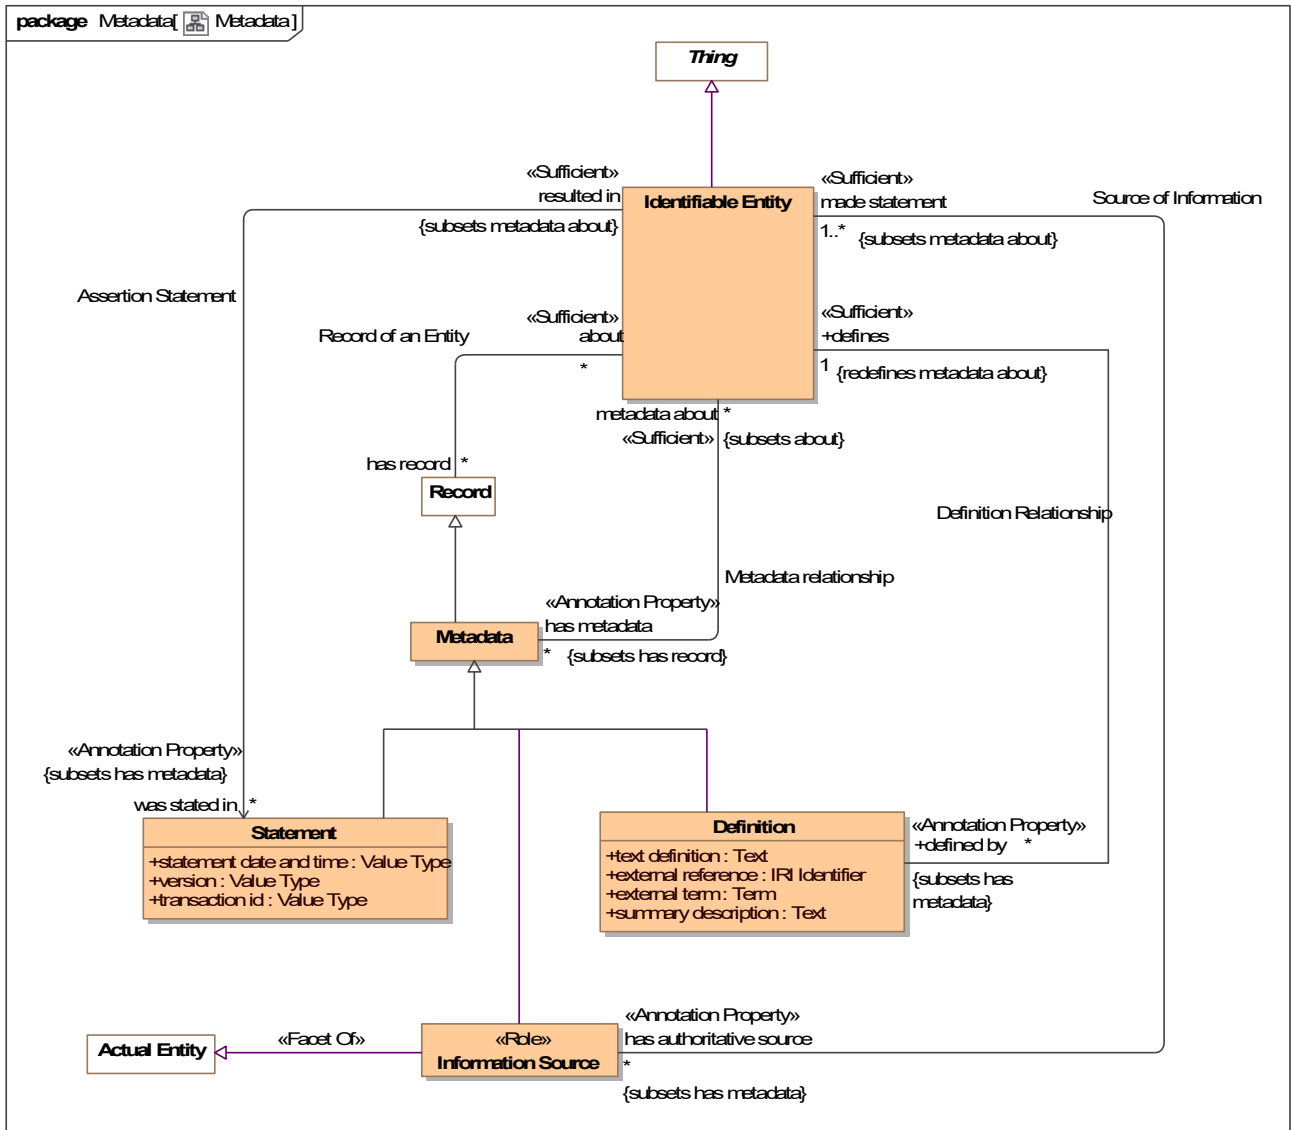 package Metadata[ Metadata ]
Thing
«Sufficient»
resulted in
{subsets metadata about}
Identifiable Entity
«Sufficient»
made statement
1..* {subsets metadata about}
Source of Information
Assertion Statement
Record of an Entity
«Sufficient»
about
*
«Sufficient»
+defines
1 {redefines metadata about}
metadata about *
«Sufficient» {subsets about}
has record *
Record
Definition Relationship
Metadata relationship
«Annotation Property»
has metadata
* {subsets has record}
Metadata
«Annotation Property»
{subsets has metadata}
was stated in *
Statement
+statement date and time : Value Type
+version : Value Type
+transaction id : Value Type
Definition
+text definition : Text
+external reference : IRI Identifier
+external term : Term
+summary description : Text
«Annotation Property»
+defined by *
{subsets has
metadata}
Actual Entity
«Facet Of»
«Role»
Information Source
«Annotation Property»
has authoritative source
*
{subsets has metadata}